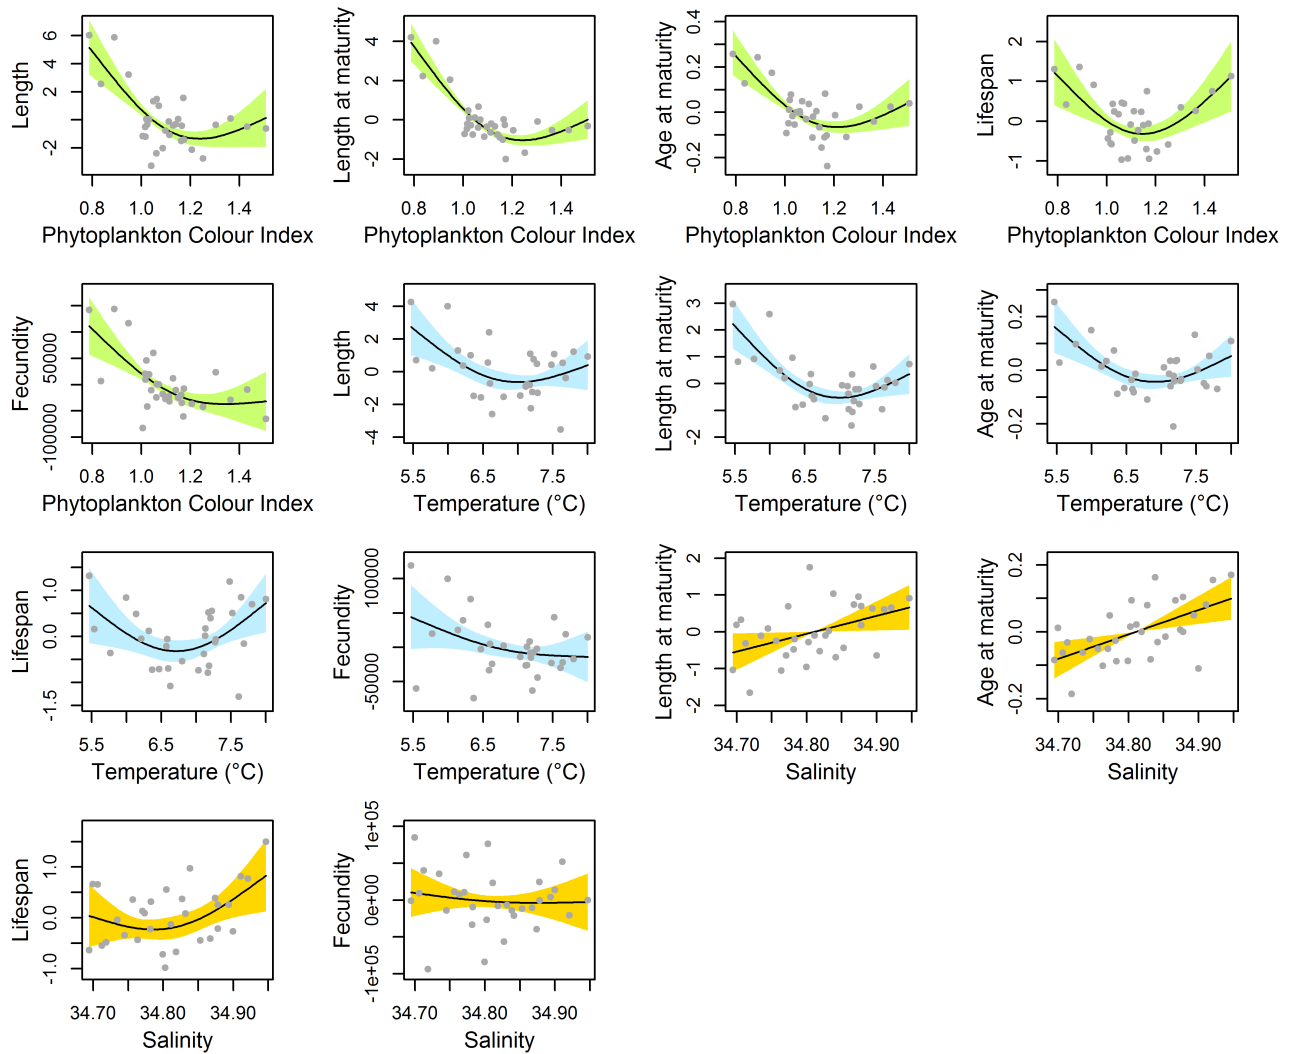 Length
6
4
2
-2
0.8 1.0 1.2 1.4
Phytoplankton Colour Index
Length at maturity
4
2
0
-2
0.8 1.0 1.2 1.4
Phytoplankton Colour Index
Age at maturity
0.4
0.2
0.0
-0.2
0.8 1.0 1.2 1.4
Phytoplankton Colour Index
Lifespan
2
1
0
-1
0.8 1.0 1.2 1.4
Phytoplankton Colour Index
Fecundity
50000
-100000
0.8 1.0 1.2 1.4
Phytoplankton Colour Index
Length
4
2
0
-2
-4
5.5 6.5 7.5
Temperature (°C)
Length at maturity
3
2
1
0
-2
5.5 6.5 7.5
Temperature (°C)
Age at maturity
0.2
0.0
-0.2
5.5 6.5 7.5
Temperature (°C)
Lifespan
1.0
0.0
-1.5
5.5 6.5 7.5
Temperature (°C)
Fecundity
100000
-50000
5.5 6.5 7.5
Temperature (°C)
Length at maturity
2
1
0
-1
-2
34.70 34.80 34.90
Salinity
Age at maturity
0.2
0.0
-0.2
34.70 34.80 34.90
Salinity
Lifespan
1.0
0.0
-1.0
34.70 34.80 34.90
Salinity
Fecundity
1e+05
0e+00
-1e+05
34.70 34.80 34.90
Salinity